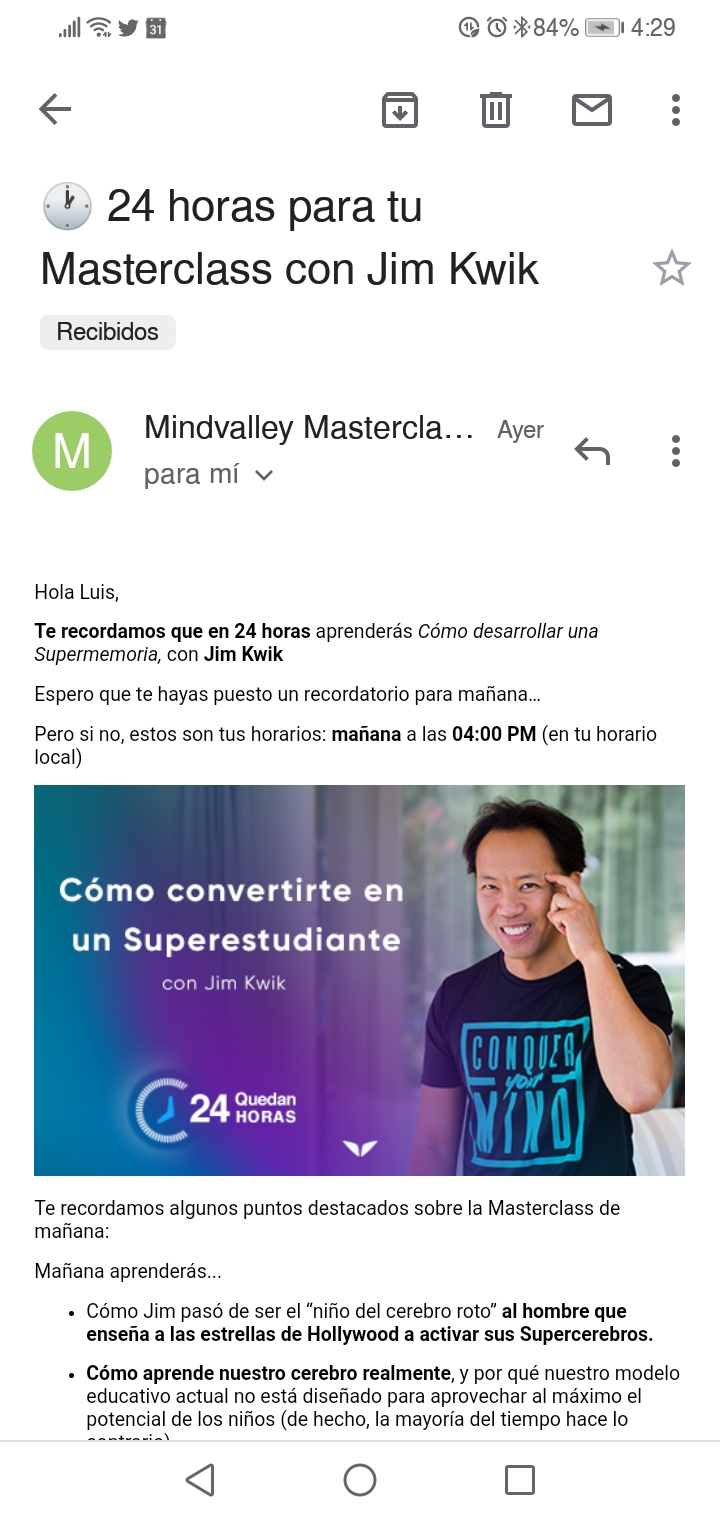 31
84%
4:29
24 horas para tu
Masterclass con Jim Kwik
Recibidos
M
Mindvalley Mastercla... Ayer
para mí
Hola Luis,
Te recordamos que en 24 horas aprenderás Cómo desarrollar una
Supermemoria, con Jim Kwik
Espero que te hayas puesto un recordatorio para mañana...
Pero si no, estos son tus horarios: mañana a las 04:00 PM (en tu horario
local)
Cómo convertirte en
un Superestudiante
con Jim Kwik
24 Quedan
HORAS
CONQUER
your
MIND
Te recordamos algunos puntos destacados sobre la Masterclass de
mañana:
Mañana aprenderás...
• Cómo Jim pasó de ser el “niño del cerebro roto” al hombre que
enseña a las estrellas de Hollywood a activar sus Supercerebros.
• Cómo aprende nuestro cerebro realmente, y por qué nuestro modelo
educativo actual no está diseñado para aprovechar al máximo el
potencial de los niños (de hecho, la mayoría del tiempo hace lo